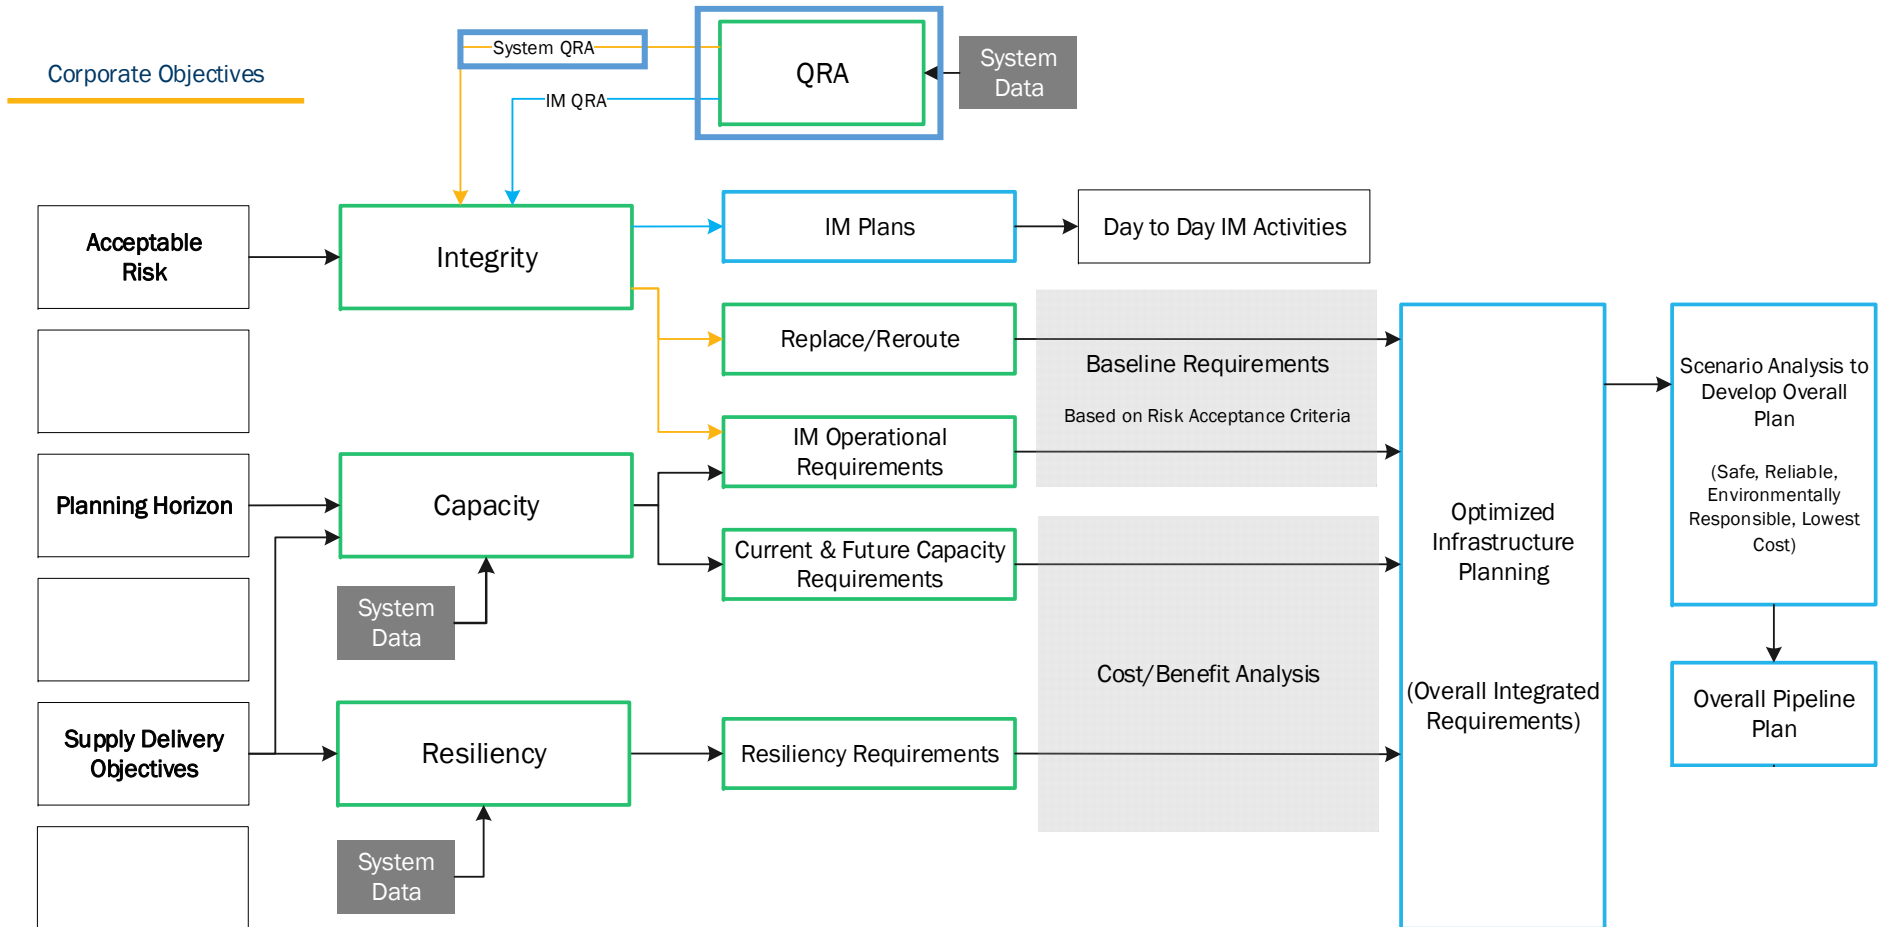 System QRA
QRA
System
Data
Corporate Objectives
IM QRA
Acceptable
Risk
Integrity
IM Plans
Day to Day IM Activities
Replace/Reroute
Baseline Requirements
Based on Risk Acceptance Criteria
Scenario Analysis to
Develop Overall
Plan
(Safe, Reliable,
Environmentally
Responsible, Lowest
Cost)
IM Operational
Requirements
Planning Horizon
Capacity
Current & Future Capacity
Requirements
Optimized
Infrastructure
Planning
(Overall Integrated
Requirements)
System
Data
Cost/Benefit Analysis
Supply Delivery
Objectives
Resiliency
Resiliency Requirements
Overall Pipeline
Plan
System
Data